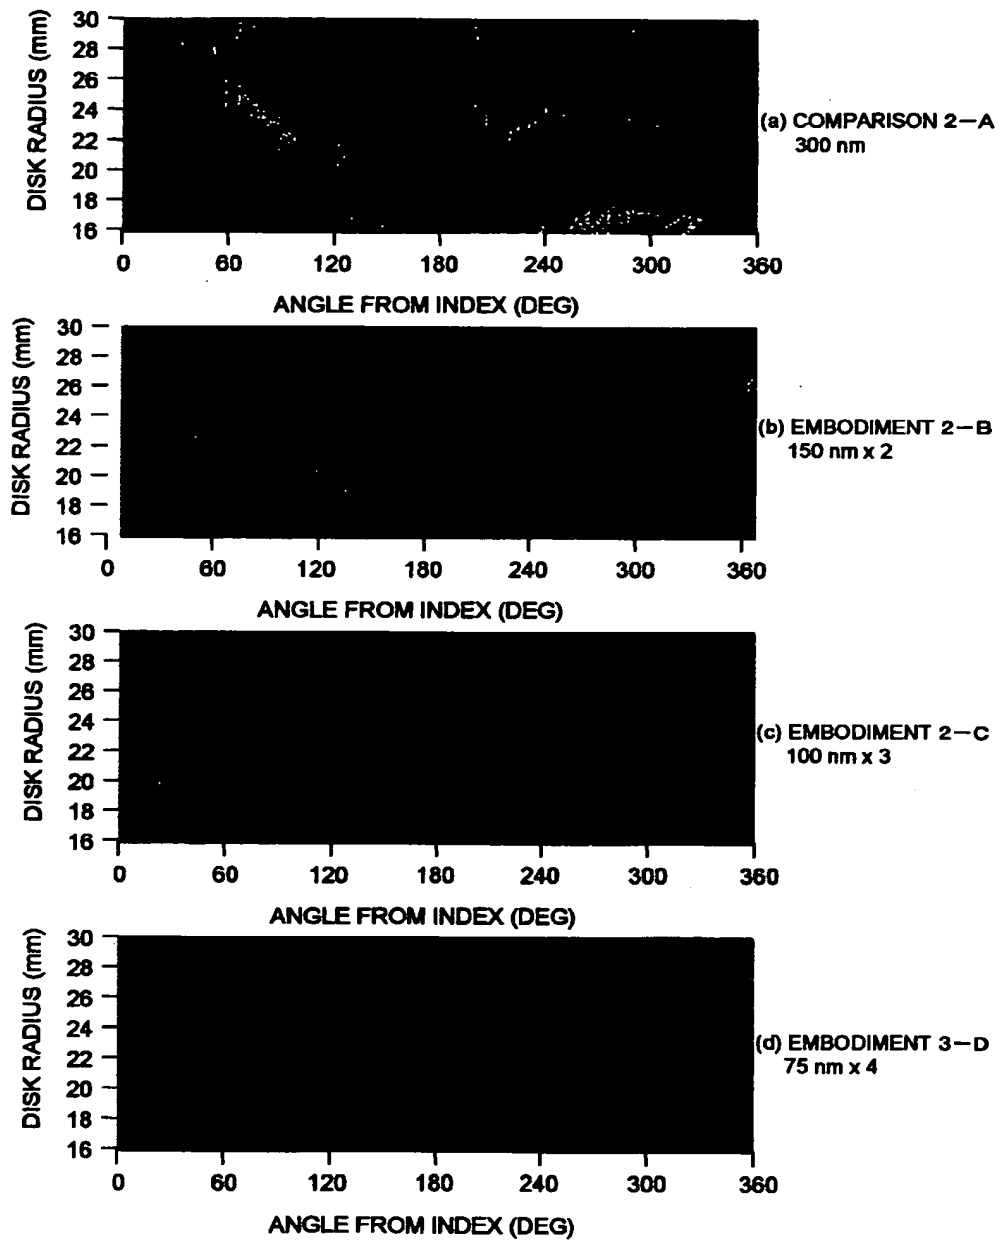 DISK RADIUS (mm)
30
28
26
24
22
20
18
16
0 60 120 180 240 300 360
ANGLE FROM INDEX (DEG)
(a) COMPARISON 2-A
300 nm
DISK RADIUS (mm)
30
28
26
24
22
20
18
16
0 60 120 180 240 300 360
ANGLE FROM INDEX (DEG)
(b) EMBODIMENT 2-B
150 nm x 2
DISK RADIUS (mm)
30
28
26
24
22
20
18
16
0 60 120 180 240 300 360
ANGLE FROM INDEX (DEG)
(c) EMBODIMENT 2-C
100 nm x 3
DISK RADIUS (mm)
30
28
26
24
22
20
18
16
0 60 120 180 240 300 360
ANGLE FROM INDEX (DEG)
(d) EMBODIMENT 3-D
75 nm x 4